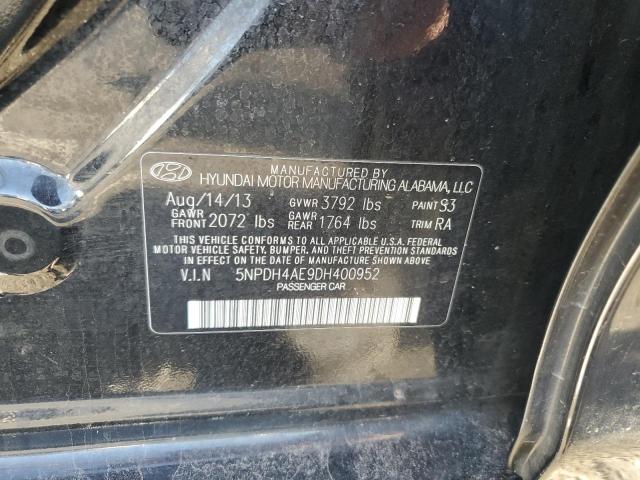 MANUFACTURED BY
HYUNDAI MOTOR MANUFACTURING ALABAMA, LLC
Aug/14/13 GVWR 3792 lbs PAINT S3
GAWR FRONT 2072 lbs GAWR REAR 1764 lbs TRIM RA
THIS VEHICLE CONFORMS TO ALL APPLICABLE U.S.A. FEDERAL
MOTOR VEHICLE SAFETY, BUMPER, AND THEFT PREVENTION STANDARDS
IN EFFECT ON THE DATE OF MANUFACTURE SHOWN ABOVE.
V.I.N 5NPDH4AE9DH400952
PASSENGER CAR